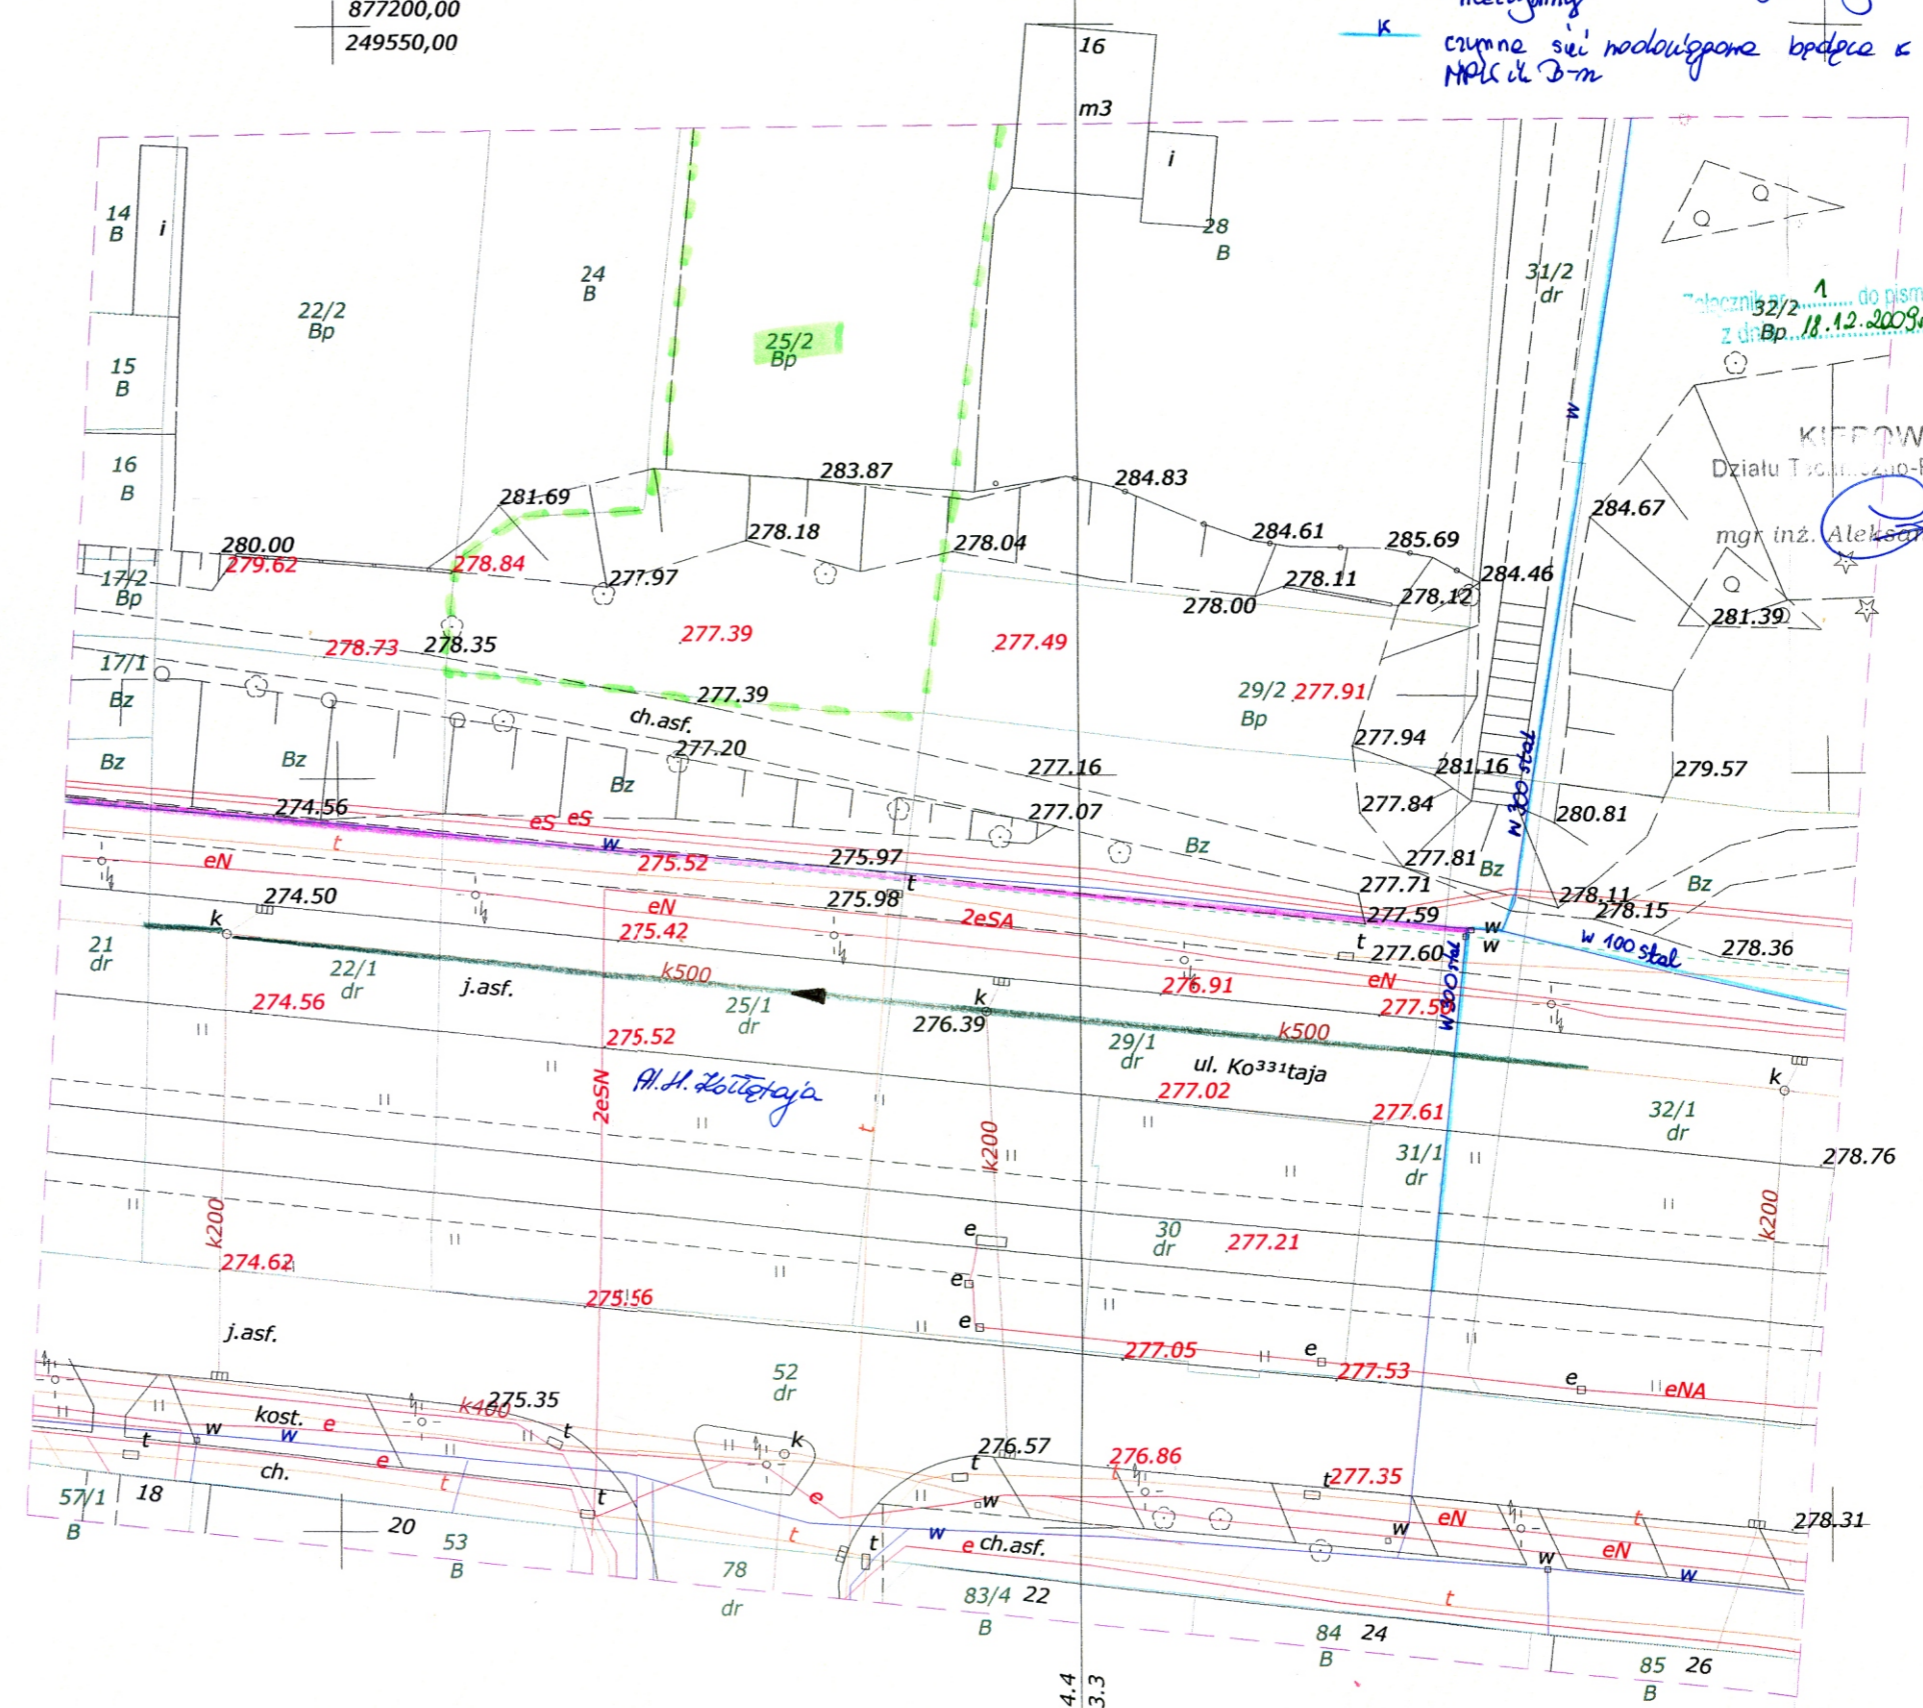 877200,00
249550,00
K
16
czynne
m3
i
14
B
i
28
B
31/2
dr
24
B
22/2
Bp
1
do pism
32/2
Bp
18.12.2009
z
25/2
Bp
15
B
w
16
B
Działu
283.87
284.83
281.69
284.67
mgr inż.
278.18
278.04
284.61
285.69
280.00
279.62
278.84
277.97
278.11
284.46
17/2
Bp
278.00
278.12
281.39
278.73
278.35
277.39
277.49
17/1
Bz
277.39
29/2
277.91
Bp
ch.asf.
277.20
277.94
Bz
Bz
Bz
277.16
281.16
279.57
W 300 stal
274.56
277.07
277.84
280.81
eS
eS
t
w
Bz
eN
275.52
275.97
277.81
Bz
t
277.71
Bz
274.50
eN
275.98
278.11
278.15
k
275.42
2eSA
277.59
w
w
W 100 stal
278.36
t
277.60
21
dr
22/1
dr
k500
eN
j.asf.
276.91
W 300 stal
274.56
25/1
dr
k
276.39
k500
275.52
29/1
dr
ul. Ko³³¹taja
k
2eSN
Al. H. Kołłątaja
277.02
277.61
32/1
dr
t
k200
31/1
dr
278.76
k200
k200
e
30
dr
277.21
274.62
e
275.56
e
j.asf.
277.05
e
277.53
e
eNA
52
dr
k400
275.35
kost.
e
w
w
t
k
276.57
276.86
t
e
t
t
t
277.35
ch.
t
t
e
w
eN
t
278.31
57/1
B
18
w
w
20
53
B
t
t
w
e
ch.asf.
eN
w
78
dr
83/4
22
B
t
84
24
B
85
26
B
4.4
3.3